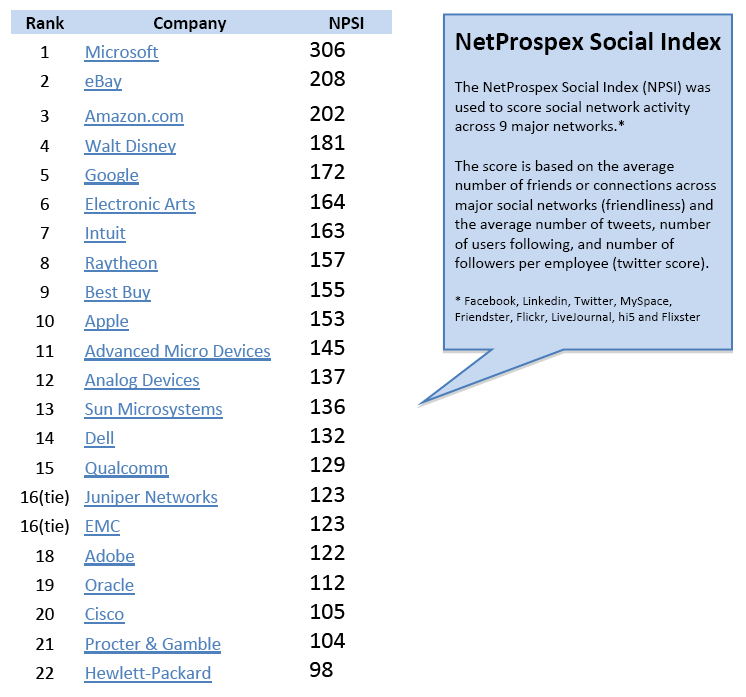 Rank Company NPSI
1 Microsoft 306
2 eBay 208
3 Amazon.com 202
4 Walt Disney 181
5 Google 172
6 Electronic Arts 164
7 Intuit 163
8 Raytheon 157
9 Best Buy 155
10 Apple 153
11 Advanced Micro Devices 145
12 Analog Devices 137
13 Sun Microsystems 136
14 Dell 132
15 Qualcomm 129
16(tie) Juniper Networks 123
16(tie) EMC 123
18 Adobe 122
19 Oracle 112
20 Cisco 105
21 Procter & Gamble 104
22 Hewlett-Packard 98
NetProspex Social Index
The NetProspex Social Index (NPSI) was
used to score social network activity
across 9 major networks.*
The score is based on the average
number of friends or connections across
major social networks (friendliness) and
the average number of tweets, number
of users following, and number of
followers per employee (twitter score).
* Facebook, Linkedin, Twitter, MySpace,
Friendster, Flickr, LiveJournal, hi5 and Flixster